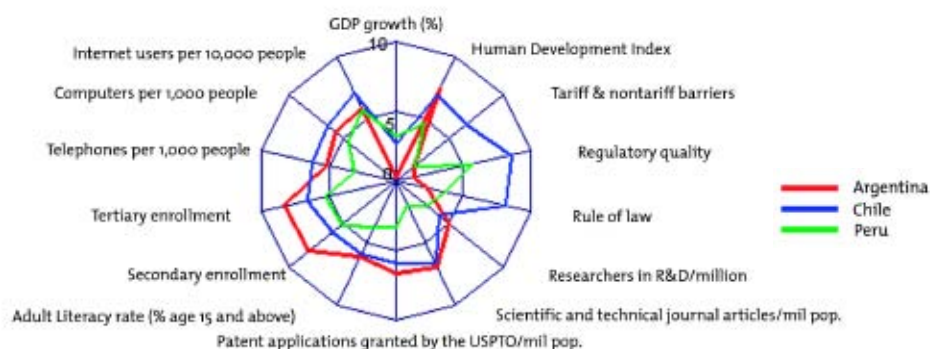 GDP growth (%)
10
Internet users per 10,000 people
Human Development Index
Computers per 1,000 people
Tariff & nontariff barriers
5
Telephones per 1,000 people
Regulatory quality
0
Argentina
Tertiary enrollment
Rule of law
Chile
Peru
Secondary enrollment
Researchers in R&D/million
Adult Literacy rate (% age 15 and above)
Scientific and technical journal articles/mil pop.
Patent applications granted by the USPTO/mil pop.